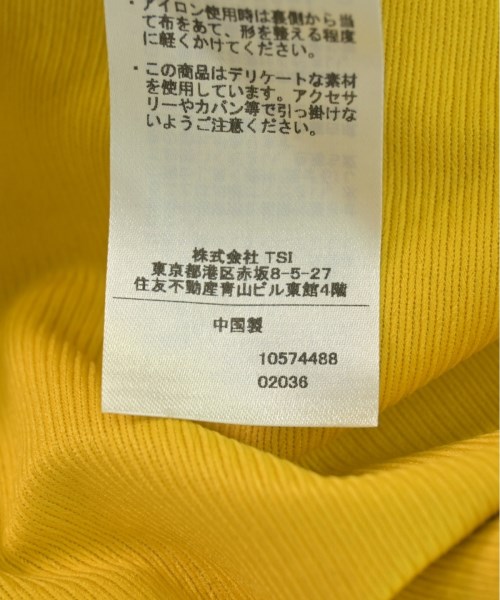 ・アイロン使用時は裏側から当
て布をあて、形を整える程度
に軽くかけてください。
・この商品はデリケートな素材
を使用しています。アクセサ
リーやカバン等で引っ掛けな
いようご注意ください。
株式会社 TSI
東京都港区赤坂8-5-27
住友不動産青山ビル東館4階
中国製
10574488
02036